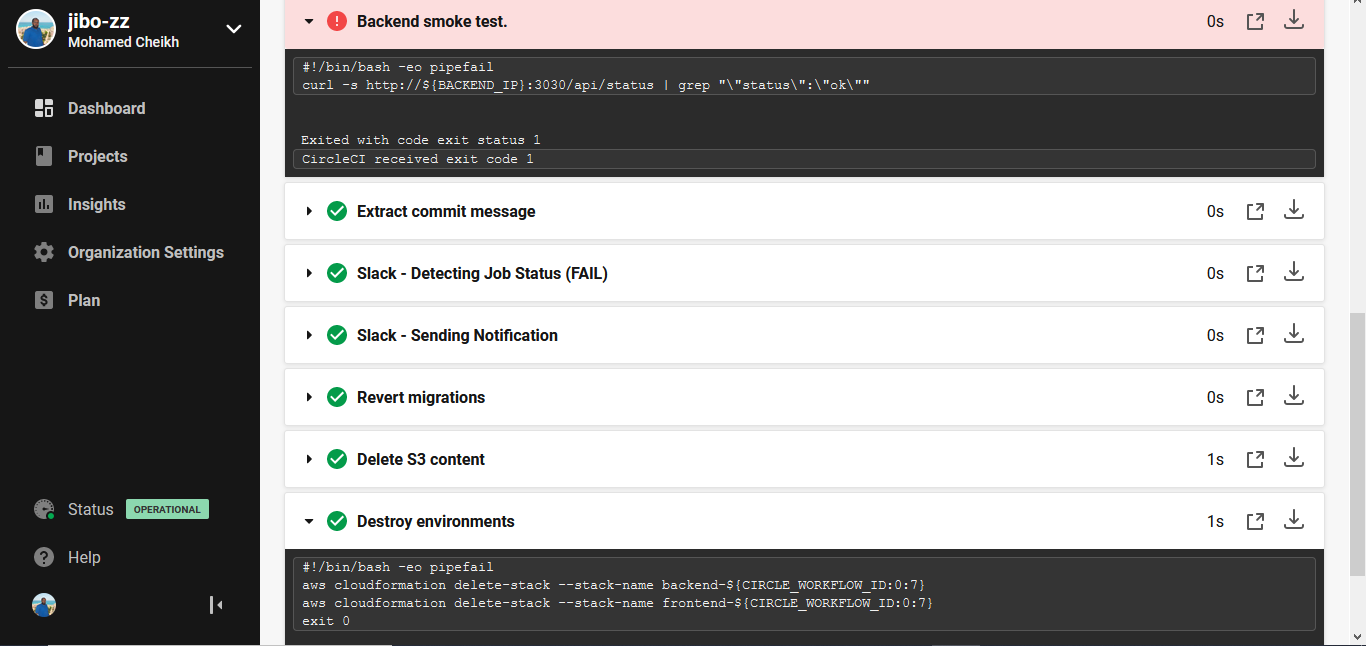 jibo-zz
Mohamed Cheikh
Dashboard
Projects
Insights
Organization Settings
Plan
Status OPERATIONAL
Help
Backend smoke test. 0s
#!/bin/bash -eo pipefail
curl -s http://${BACKEND_IP}:3030/api/status | grep "\"status\":\"ok\""
Exited with code exit status 1
CircleCI received exit code 1
Extract commit message 0s
Slack - Detecting Job Status (FAIL) 0s
Slack - Sending Notification 0s
Revert migrations 0s
Delete S3 content 1s
Destroy environments 1s
#!/bin/bash -eo pipefail
aws cloudformation delete-stack --stack-name backend-${CIRCLE_WORKFLOW_ID:0:7}
aws cloudformation delete-stack --stack-name frontend-${CIRCLE_WORKFLOW_ID:0:7}
exit 0